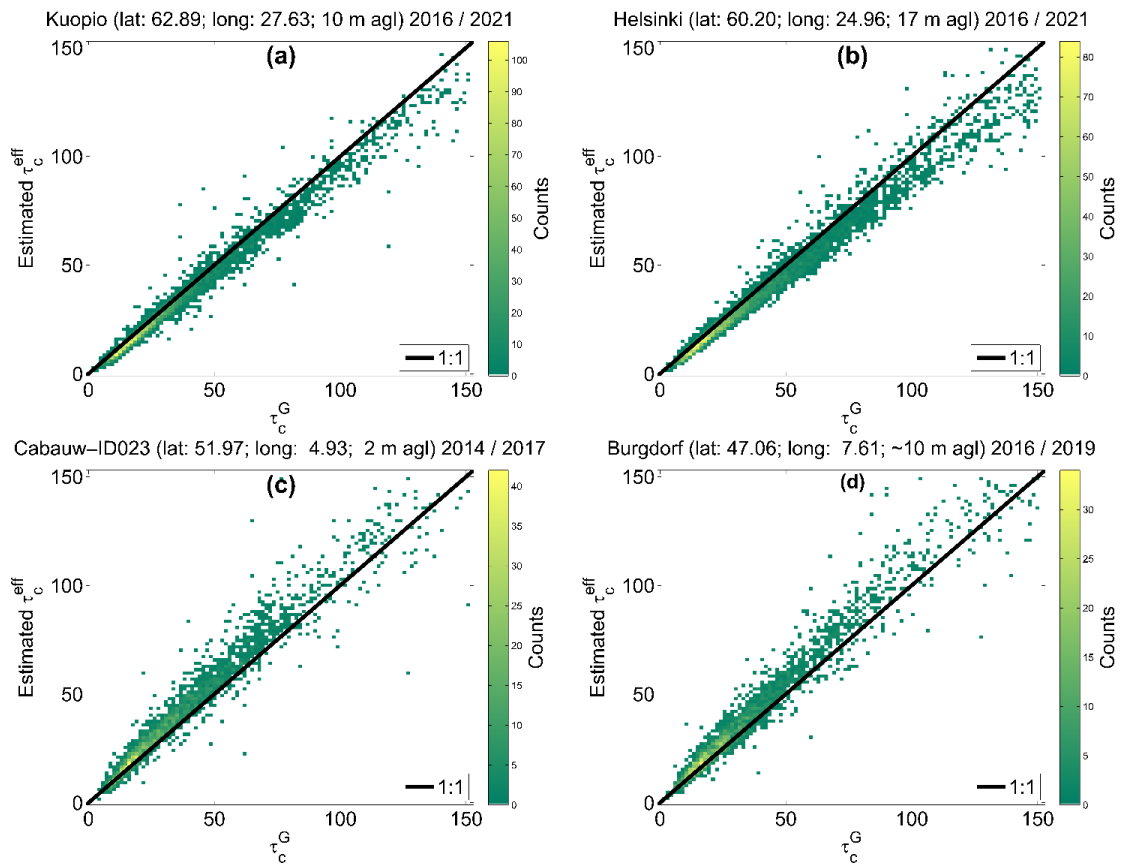 Kuopio (lat: 62.89; long: 27.63; 10 m agl) 2016 / 2021
(a)
150
100
50
0
Estimated τ_c^eff
0 50 100 150
τ_c^G
1:1
100
90
80
70
60
50
40
30
20
10
0
Counts
Helsinki (lat: 60.20; long: 24.96; 17 m agl) 2016 / 2021
(b)
150
100
50
0
Estimated τ_c^eff
0 50 100 150
τ_c^G
1:1
80
70
60
50
40
30
20
10
0
Counts
Cabauw–ID023 (lat: 51.97; long: 4.93; 2 m agl) 2014 / 2017
(c)
150
100
50
0
Estimated τ_c^eff
0 50 100 150
τ_c^G
1:1
40
35
30
25
20
15
10
5
0
Counts
Burgdorf (lat: 47.06; long: 7.61; ~10 m agl) 2016 / 2019
(d)
150
100
50
0
Estimated τ_c^eff
0 50 100 150
τ_c^G
1:1
30
25
20
15
10
5
0
Counts